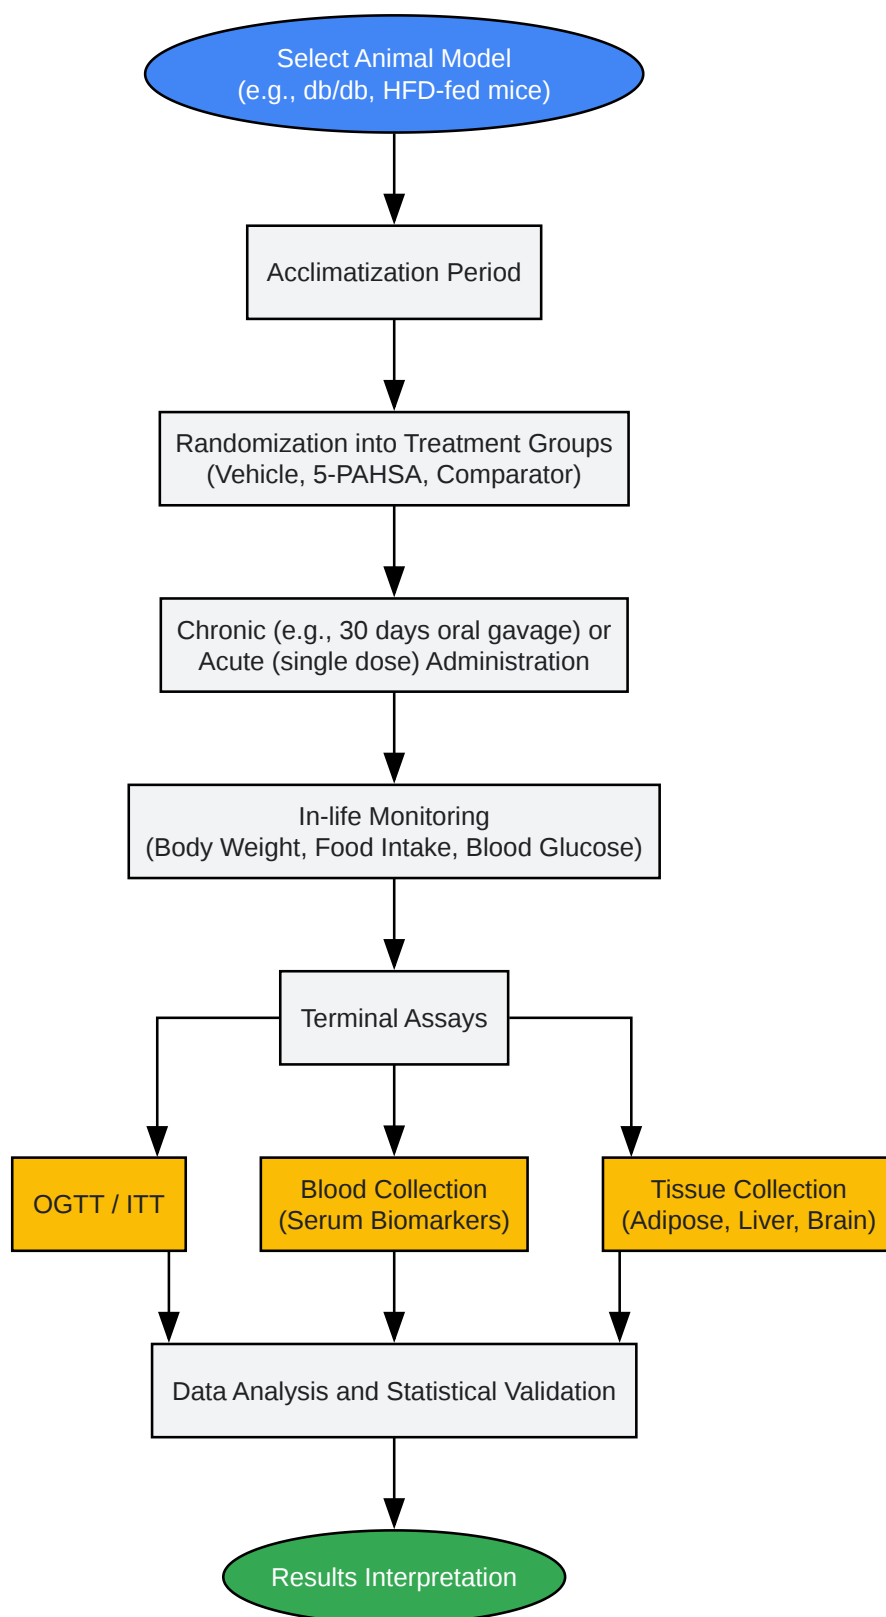 Select Animal Model
(e.g., db/db, HFD-fed mice)
Acclimatization Period
Randomization into Treatment Groups
(Vehicle, 5-PAHSA, Comparator)
Chronic (e.g., 30 days oral gavage) or
Acute (single dose) Administration
In-life Monitoring
(Body Weight, Food Intake, Blood Glucose)
Terminal Assays
OGTT / ITT
Blood Collection
(Serum Biomarkers)
Tissue Collection
(Adipose, Liver, Brain)
Data Analysis and Statistical Validation
Results Interpretation